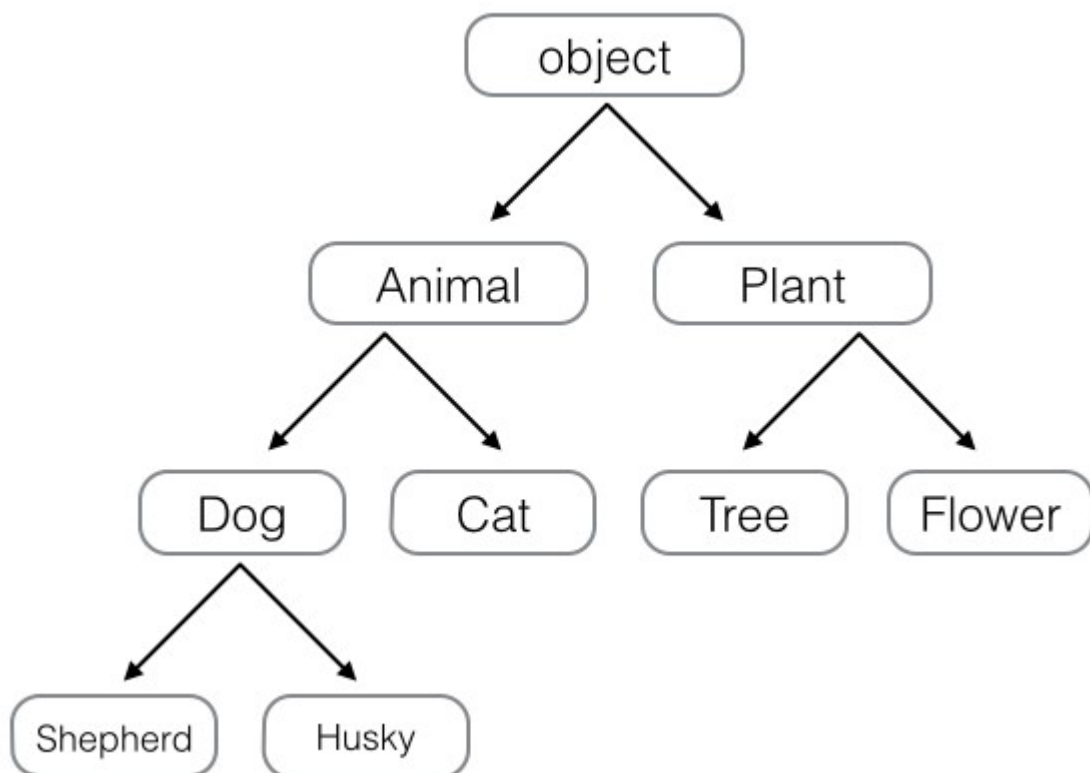 object
Animal
Plant
Dog
Cat
Tree
Flower
Shepherd
Husky